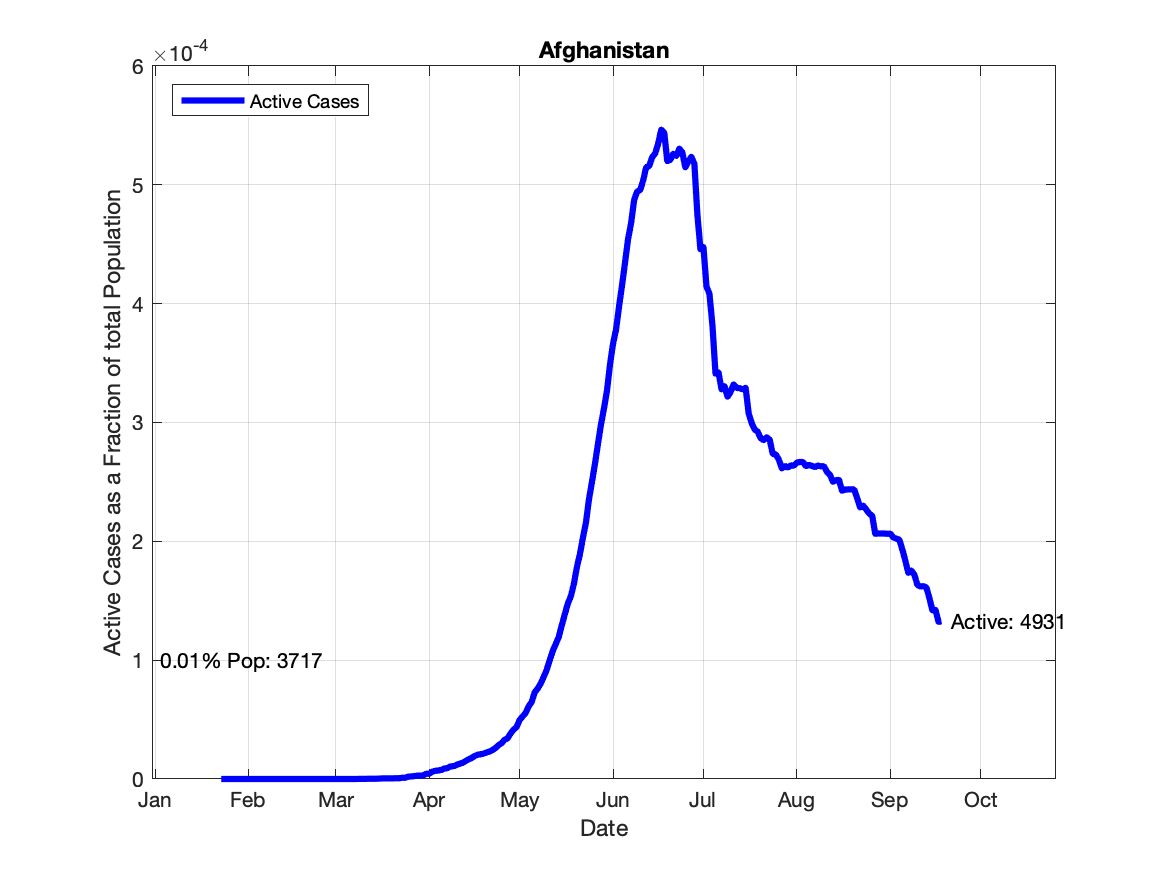 Afghanistan
×10-4
Active Cases
6
5
4
3
2
1
0
Active Cases as a Fraction of total Population
0.01% Pop: 3717
Active: 4931
Jan Feb Mar Apr May Jun Jul Aug Sep Oct
Date